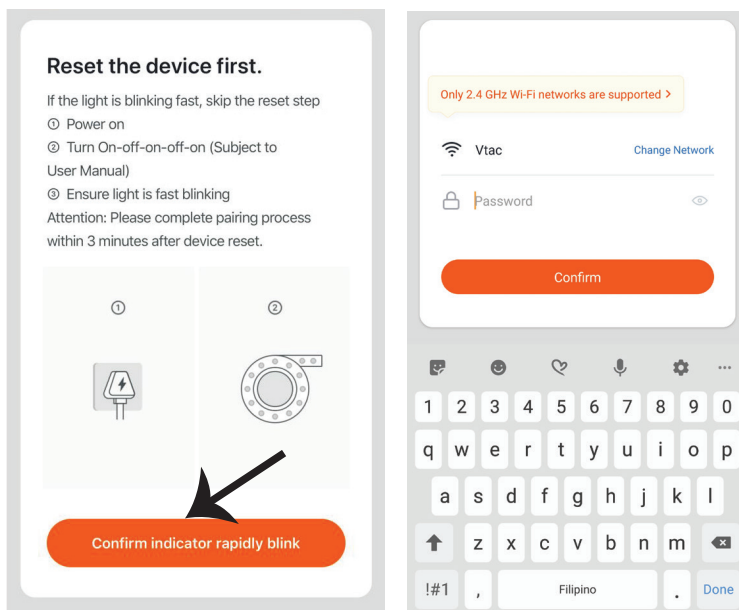 Reset the device first.
If the light is blinking fast, skip the reset step
① Power on
② Turn On-off-on-off-on (Subject to
User Manual)
③ Ensure light is fast blinking
Attention: Please complete pairing process
within 3 minutes after device reset.
① ②
Confirm indicator rapidly blink
Only 2.4 GHz Wi-Fi networks are supported >
Vtac Change Network
Password
Confirm
1 2 3 4 5 6 7 8 9 0
q w e r t y u i o p
a s d f g h j k l
z x c v b n m
!#1 , Filipino . Done